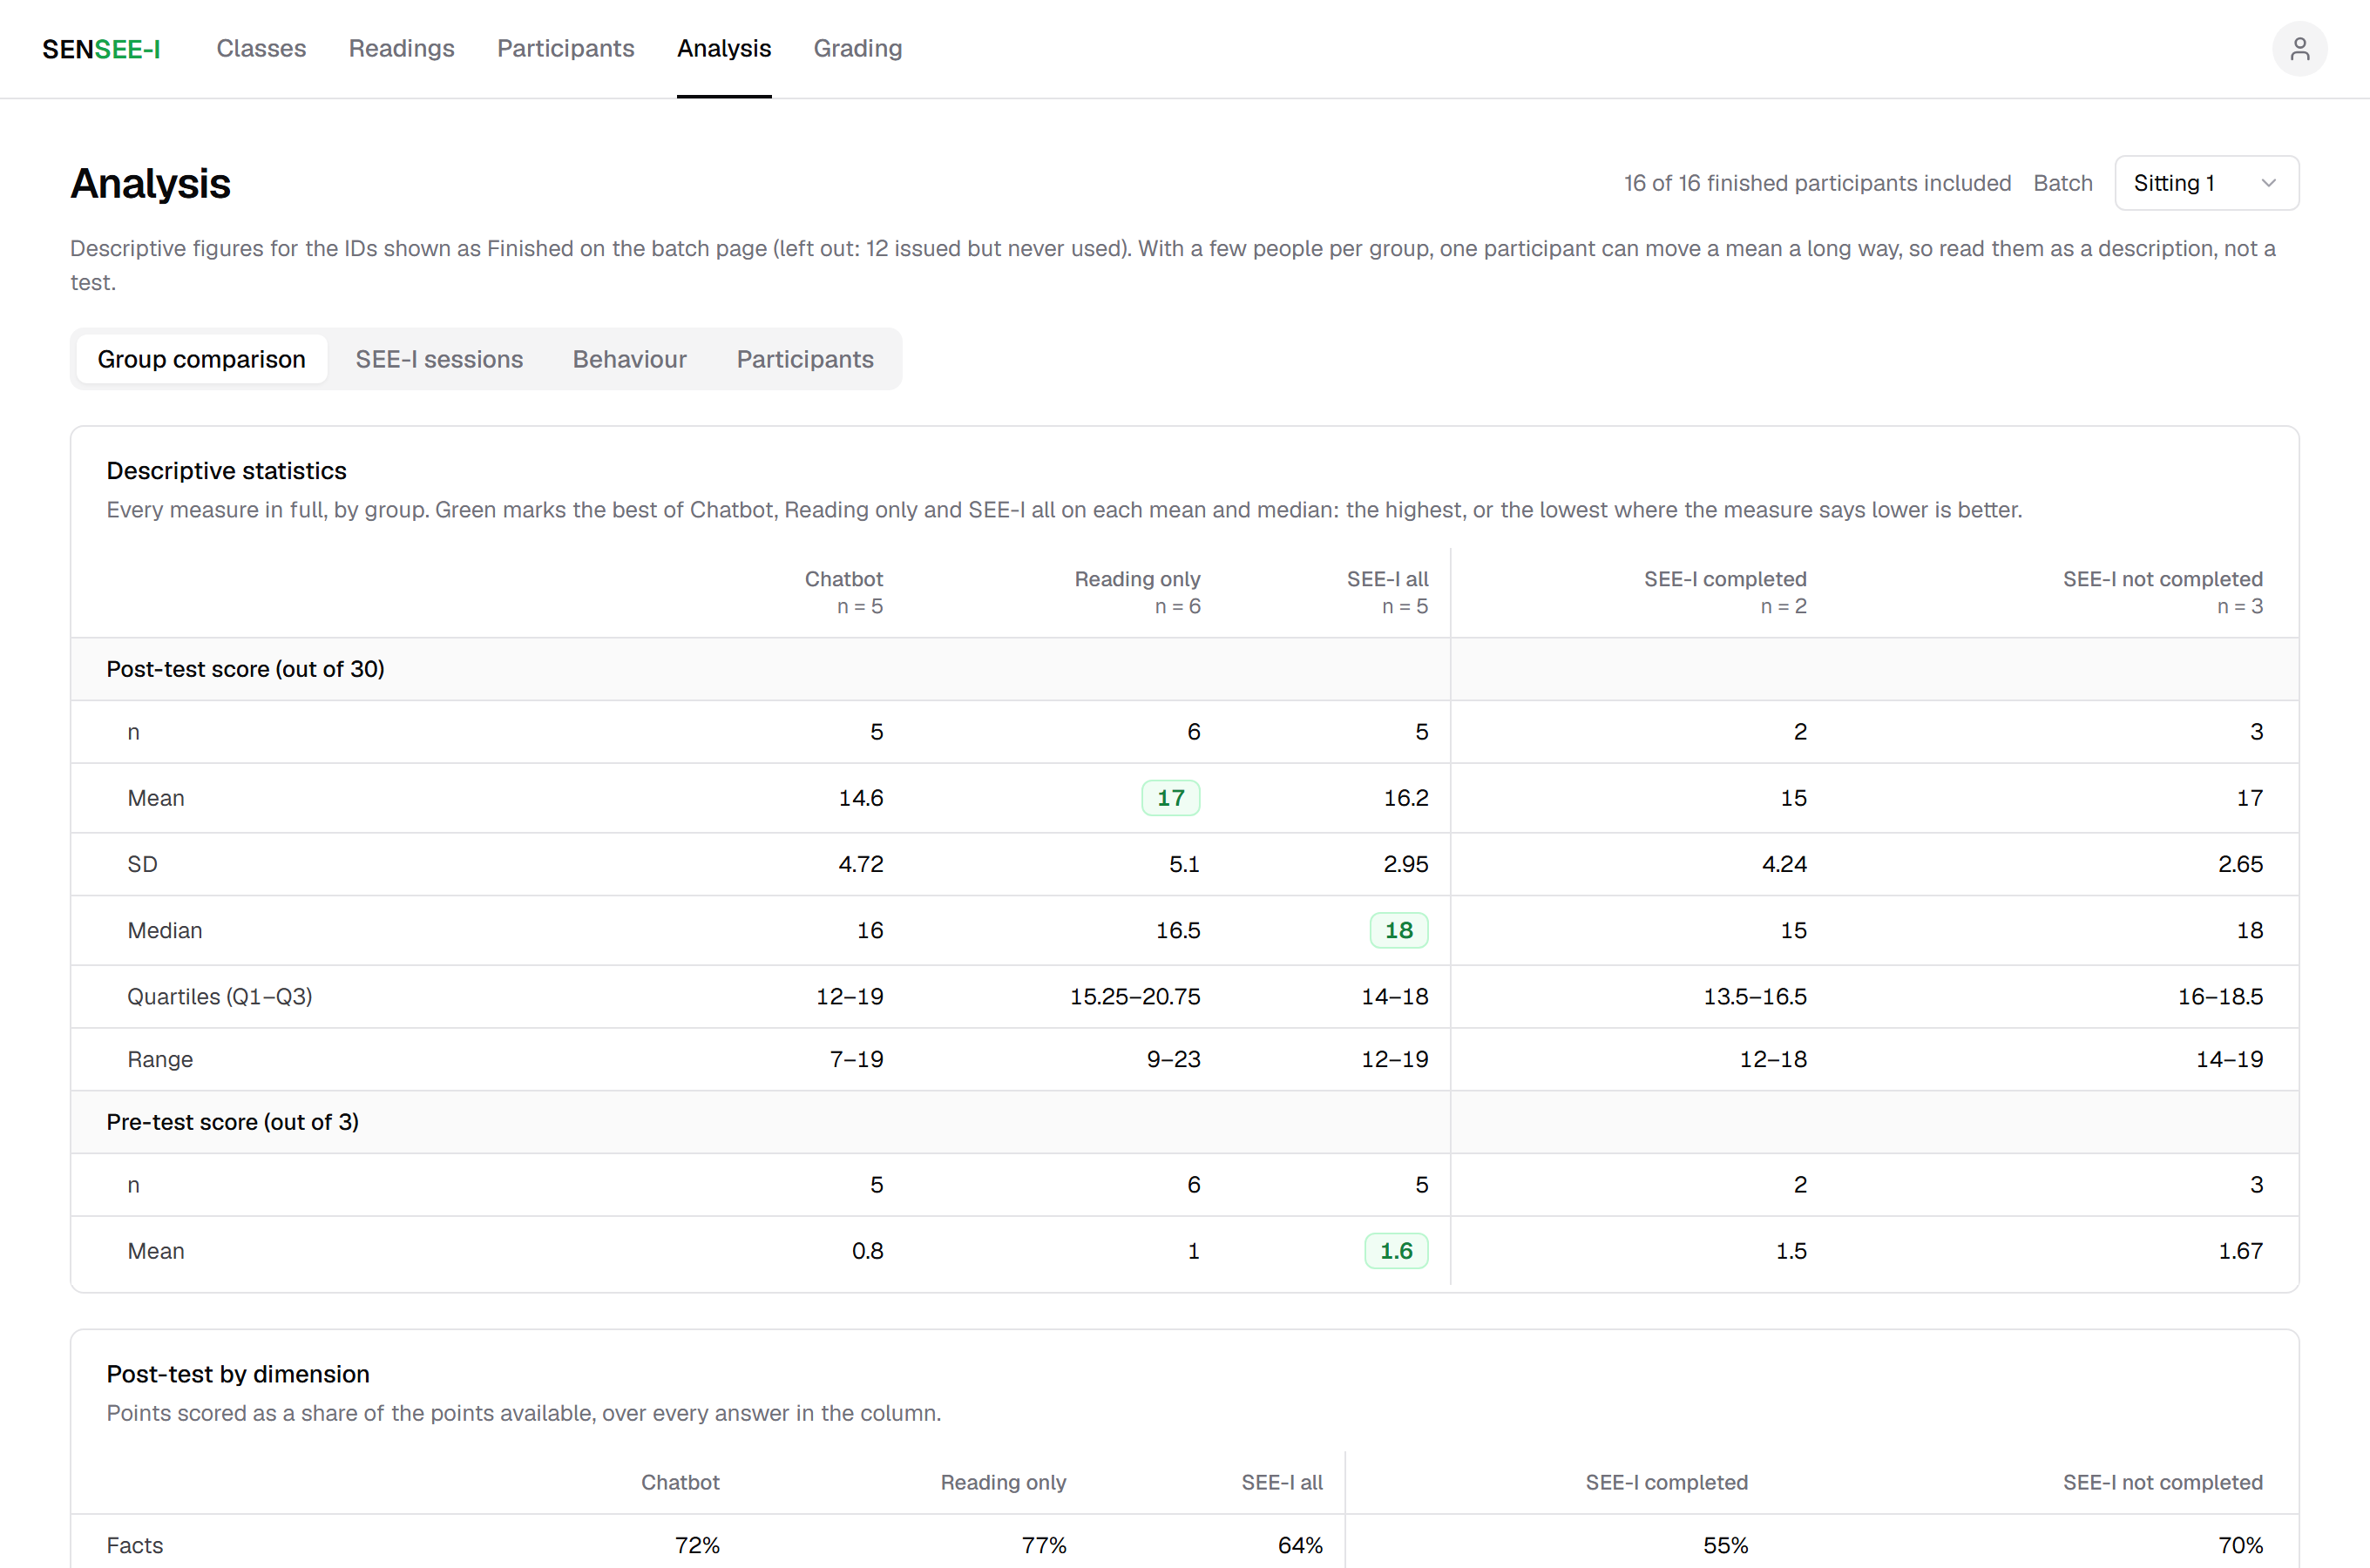 SENSEE-I Classes Readings Participants Analysis Grading
Analysis 16 of 16 finished participants included Batch Sitting 1
Descriptive figures for the IDs shown as Finished on the batch page (left out: 12 issued but never used). With a few people per group, one participant can move a mean a long way, so read them as a description, not a
test.
Group comparison SEE-I sessions Behaviour Participants
Descriptive statistics
Every measure in full, by group. Green marks the best of Chatbot, Reading only and SEE-I all on each mean and median: the highest, or the lowest where the measure says lower is better.
Chatbot Reading only SEE-I all SEE-I completed SEE-I not completed
n = 5 n = 6 n = 5 n = 2 n = 3
Post-test score (out of 30)
n 5 6 5 2 3
Mean 14.6 17 16.2 15 17
SD 4.72 5.1 2.95 4.24 2.65
Median 16 16.5 18 15 18
Quartiles (Q1–Q3) 12–19 15.25–20.75 14–18 13.5–16.5 16–18.5
Range 7–19 9–23 12–19 12–18 14–19
Pre-test score (out of 3)
n 5 6 5 2 3
Mean 0.8 1 1.6 1.5 1.67
Post-test by dimension
Points scored as a share of the points available, over every answer in the column.
Chatbot Reading only SEE-I all SEE-I completed SEE-I not completed
Facts 72% 77% 64% 55% 70%